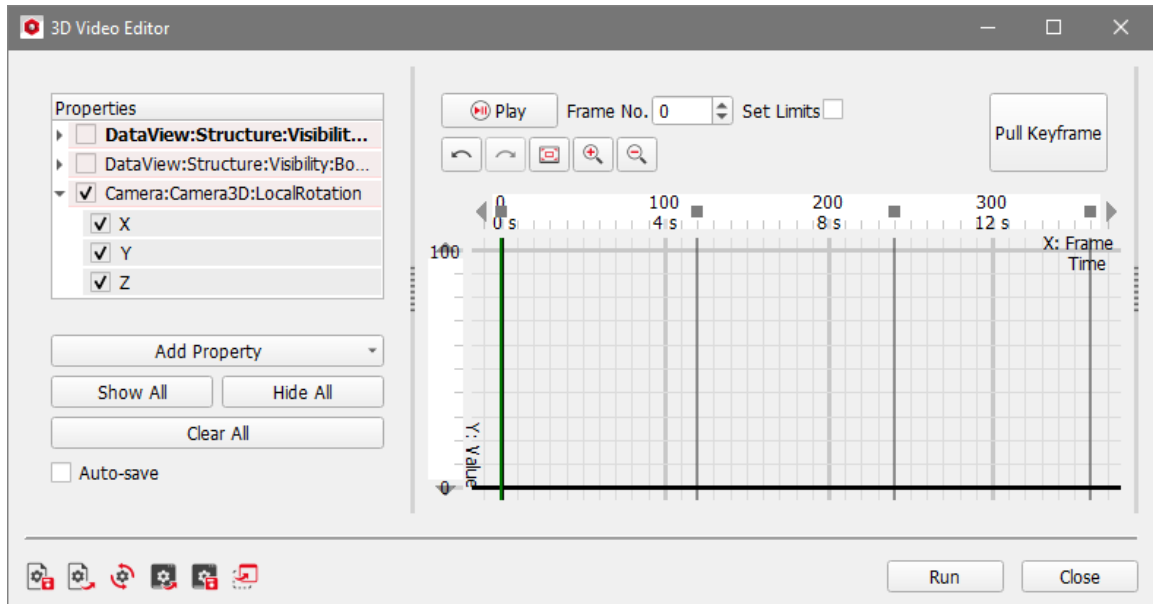 3D Video Editor
Properties
DataView:Structure:Visibilit...
DataView:Structure:Visibility:Bo...
Camera:Camera3D:LocalRotation
X
Y
Z
Add Property
Show All
Hide All
Clear All
Auto-save
Play
Frame No. 0
Set Limits
Pull Keyframe
0 100 200 300
0 s 4 s 8 s 12 s
X: Frame
Time
100
Y: Value
0
Run
Close